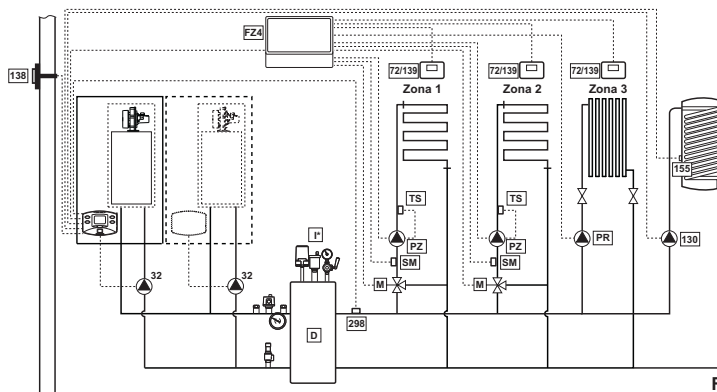 FZ4
138
72/139
72/139
72/139
Zona 1
Zona 2
Zona 3
155
TS
TS
I*
PZ
PZ
PR
130
SM
SM
32
32
M
M
298
D
F